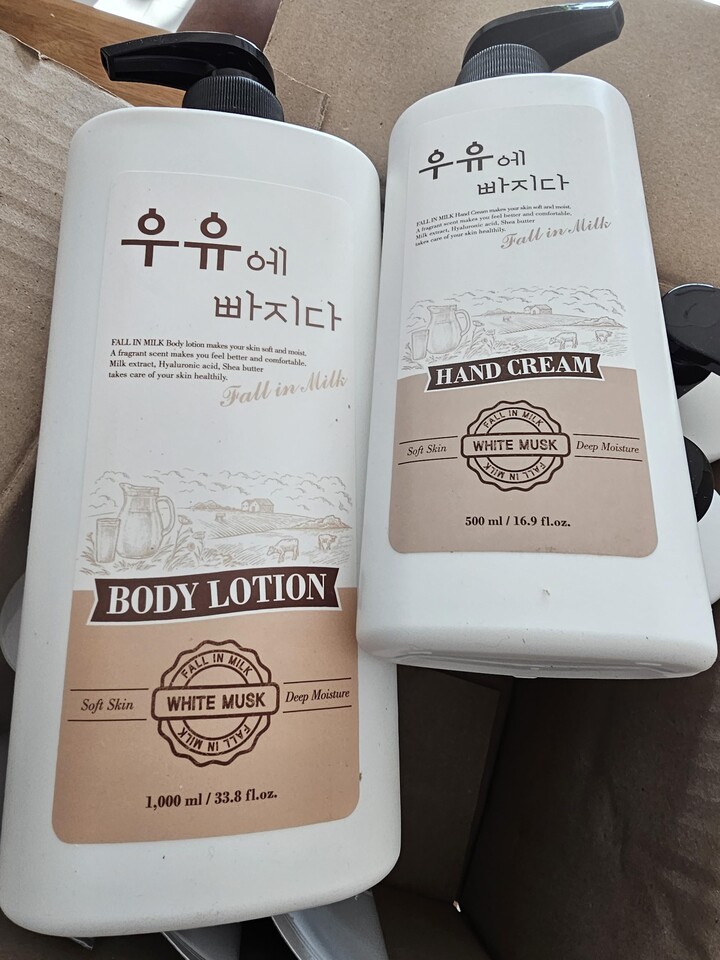 우유에
빠지다
FALL IN MILK Body lotion makes your skin soft and moist.
A fragrant scent makes you feel better and comfortable.
Milk extract, Hyaluronic acid, Shea butter
takes care of your skin healthily.
Fall in Milk
BODY LOTION
FALL IN MILK
Soft Skin WHITE MUSK Deep Moisture
FALL IN MILK
1,000 ml / 33.8 fl.oz.
우유에
빠지다
FALL IN MILK Hand Cream makes your skin soft and moist.
A fragrant scent makes you feel better and comfortable.
Milk extract, Hyaluronic acid, Shea butter
takes care of your skin healthily.
Fall in Milk
HAND CREAM
FALL IN MILK
Soft Skin WHITE MUSK Deep Moisture
FALL IN MILK
500 ml / 16.9 fl.oz.